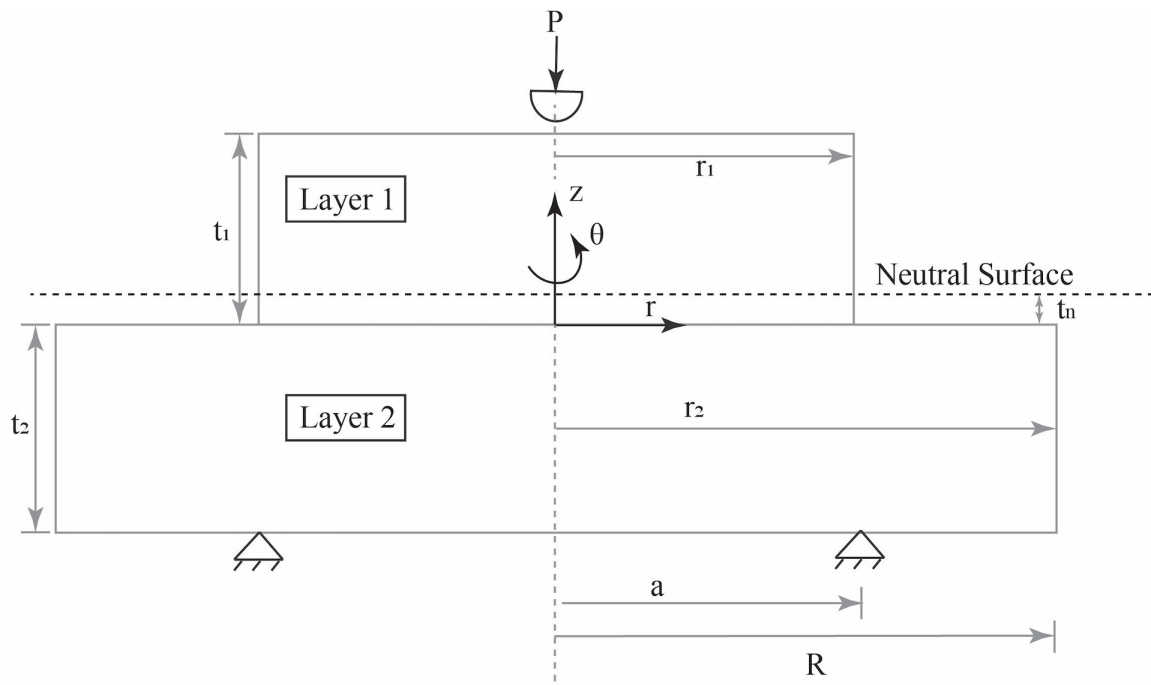 P
r₁
Layer 1
z
t₁
θ
Neutral Surface
r
tₙ
Layer 2
r₂
t₂
a
R